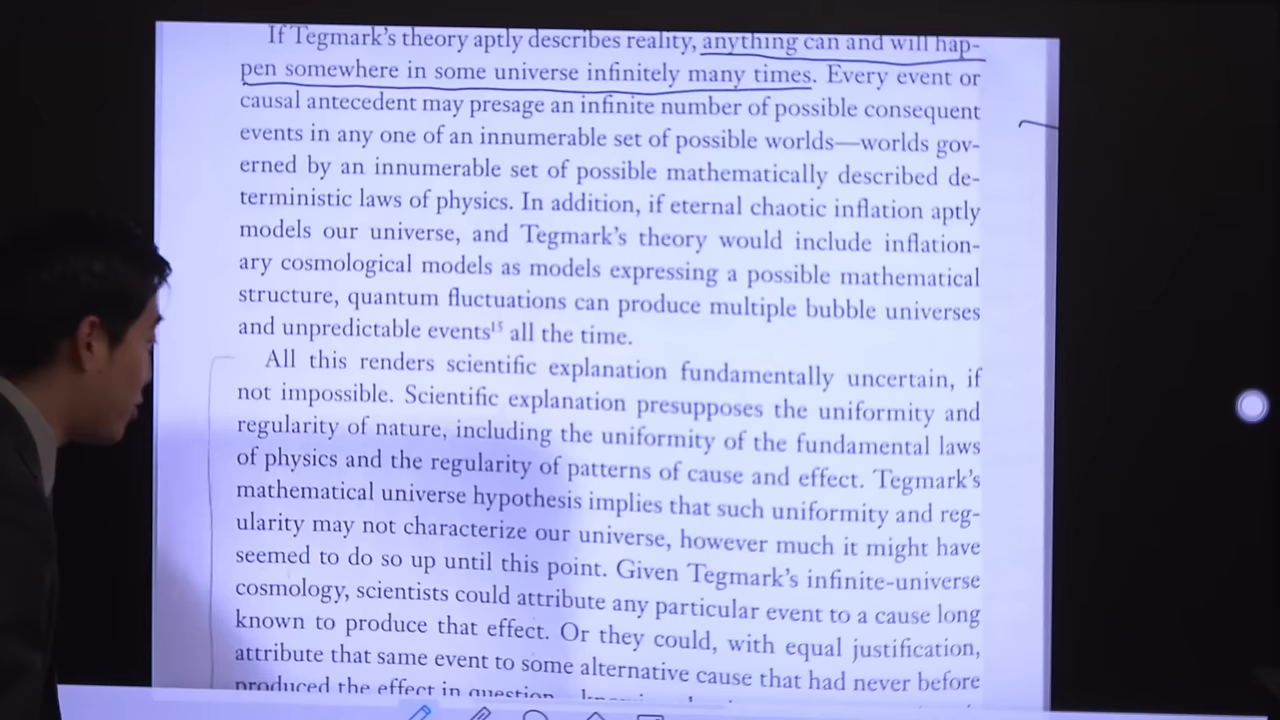 If Tegmark's theory aptly describes reality, anything can and will hap-
pen somewhere in some universe infinitely many times. Every event or
causal antecedent may presage an infinite number of possible consequent
events in any one of an innumerable set of possible worlds—worlds gov-
erned by an innumerable set of possible mathematically described de-
terministic laws of physics. In addition, if eternal chaotic inflation aptly
models our universe, and Tegmark's theory would include inflation-
ary cosmological models as models expressing a possible mathematical
structure, quantum fluctuations can produce multiple bubble universes
and unpredictable events¹⁵ all the time.
All this renders scientific explanation fundamentally uncertain, if
not impossible. Scientific explanation presupposes the uniformity and
regularity of nature, including the uniformity of the fundamental laws
of physics and the regularity of patterns of cause and effect. Tegmark's
mathematical universe hypothesis implies that such uniformity and reg-
ularity may not characterize our universe, however much it might have
seemed to do so up until this point. Given Tegmark's infinite-universe
cosmology, scientists could attribute any particular event to a cause long
known to produce that effect. Or they could, with equal justification,
attribute that same event to some alternative cause that had never before
produced the effect in question